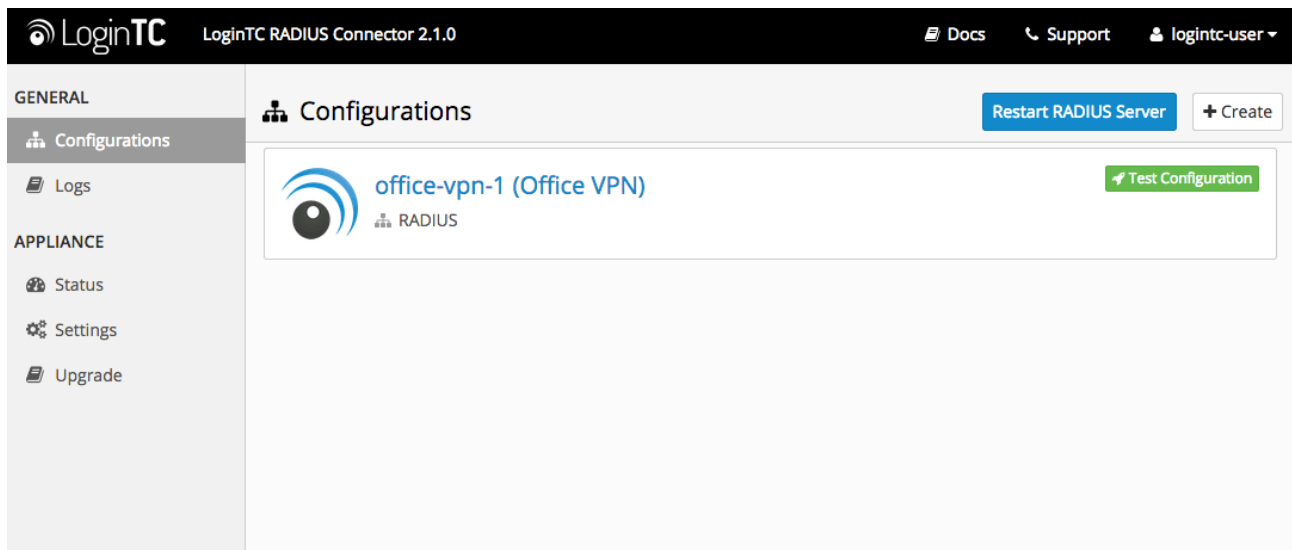 LoginTC LoginTC RADIUS Connector 2.1.0 Docs Support logintc-user
GENERAL
Configurations
Logs
APPLIANCE
Status
Settings
Upgrade
Configurations Restart RADIUS Server + Create
office-vpn-1 (Office VPN) Test Configuration
RADIUS